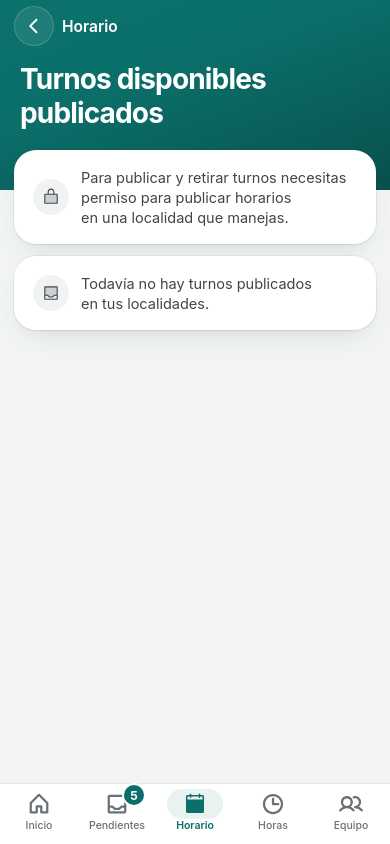 Horario
Turnos disponibles
publicados
Para publicar y retirar turnos necesitas
permiso para publicar horarios
en una localidad que manejas.
Todavía no hay turnos publicados
en tus localidades.
5
Inicio
Pendientes
Horario
Horas
Equipo